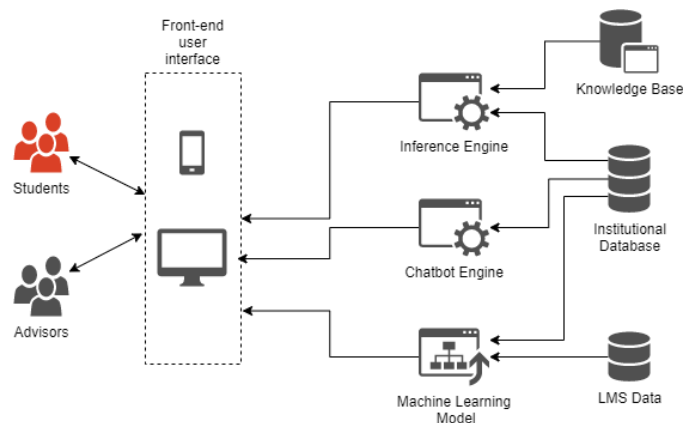 Front-end
user
interface
Knowledge Base
Inference Engine
Students
Institutional
Database
Chatbot Engine
Advisors
Machine Learning
Model
LMS Data